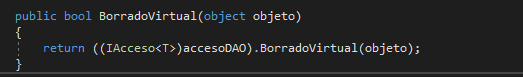 public bool BorradoVirtual(object objeto)
{
return ((IAcceso<T>)accesoDAO).BorradoVirtual(objeto);
}